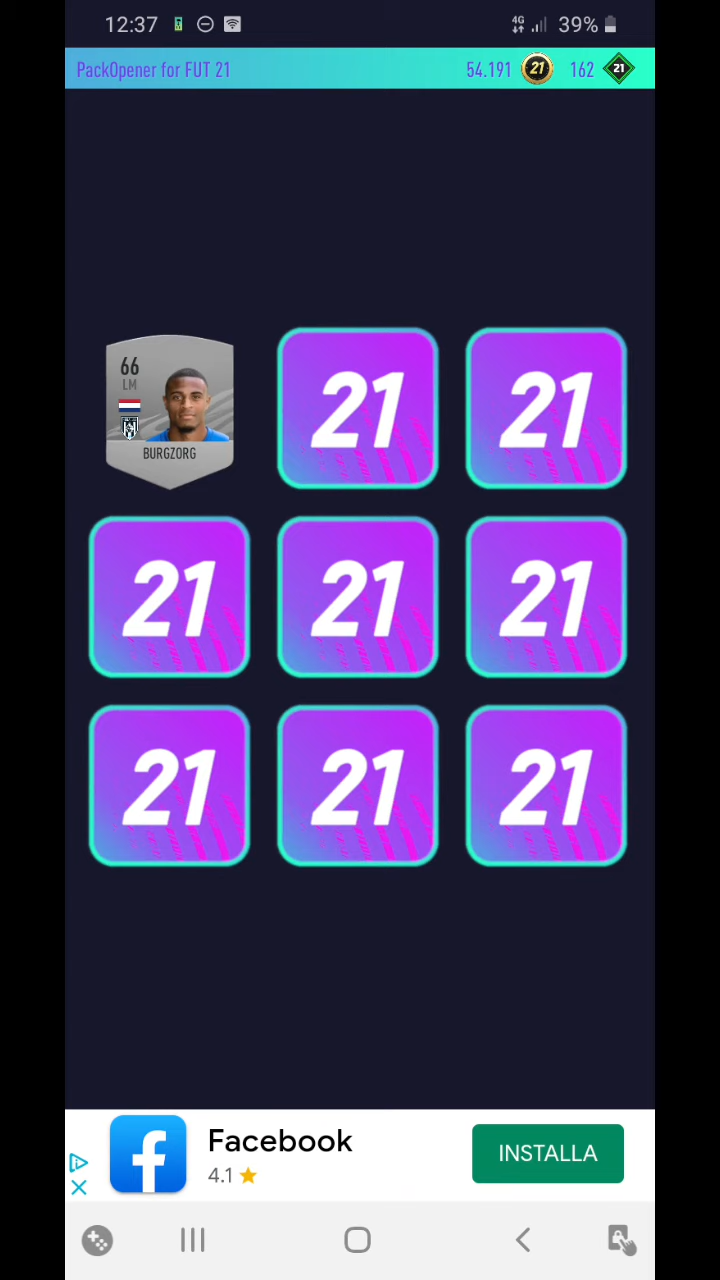 12:37 4G 39%
PackOpener for FUT 21 54.191 21 162 21
66
LM
BURGZORG
21 21
21 21 21
21 21 21
Facebook
4.1
INSTALLA